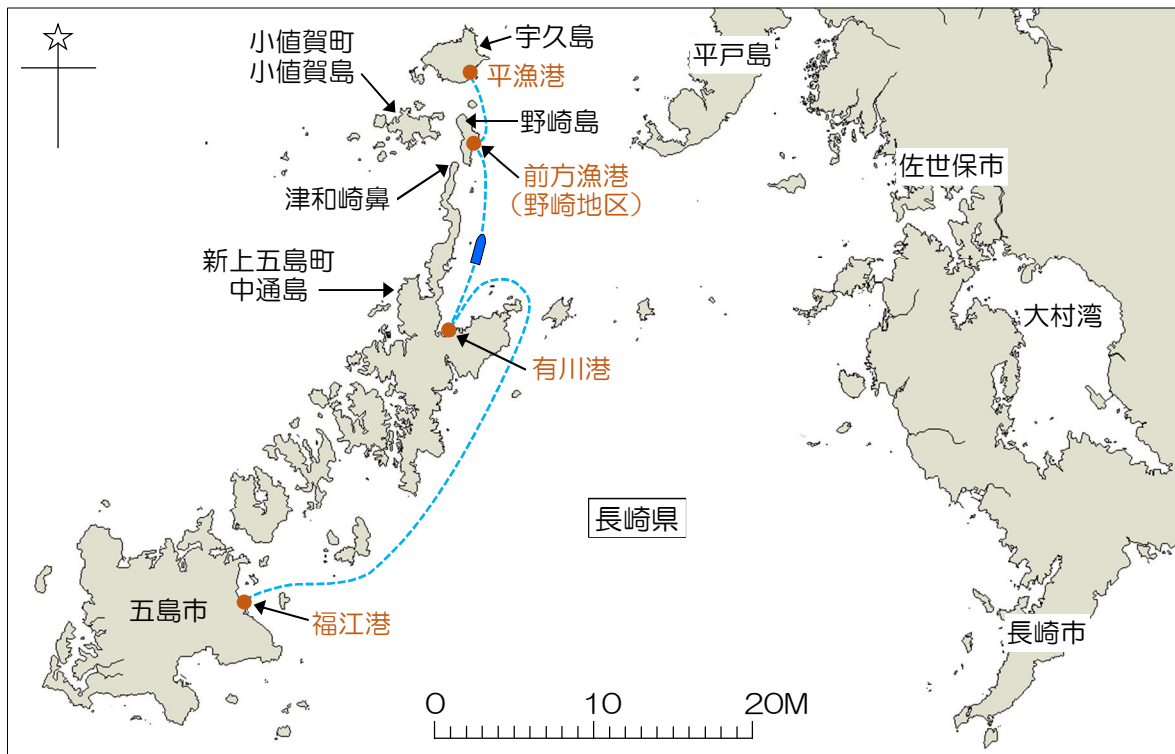 小値賀町
小値賀島
宇久島
平漁港
平戸島
野崎島
前方漁港
（野崎地区）
津和崎鼻
佐世保市
新上五島町
中通島
大村湾
有川港
長崎県
五島市
福江港
長崎市
0 10 20M